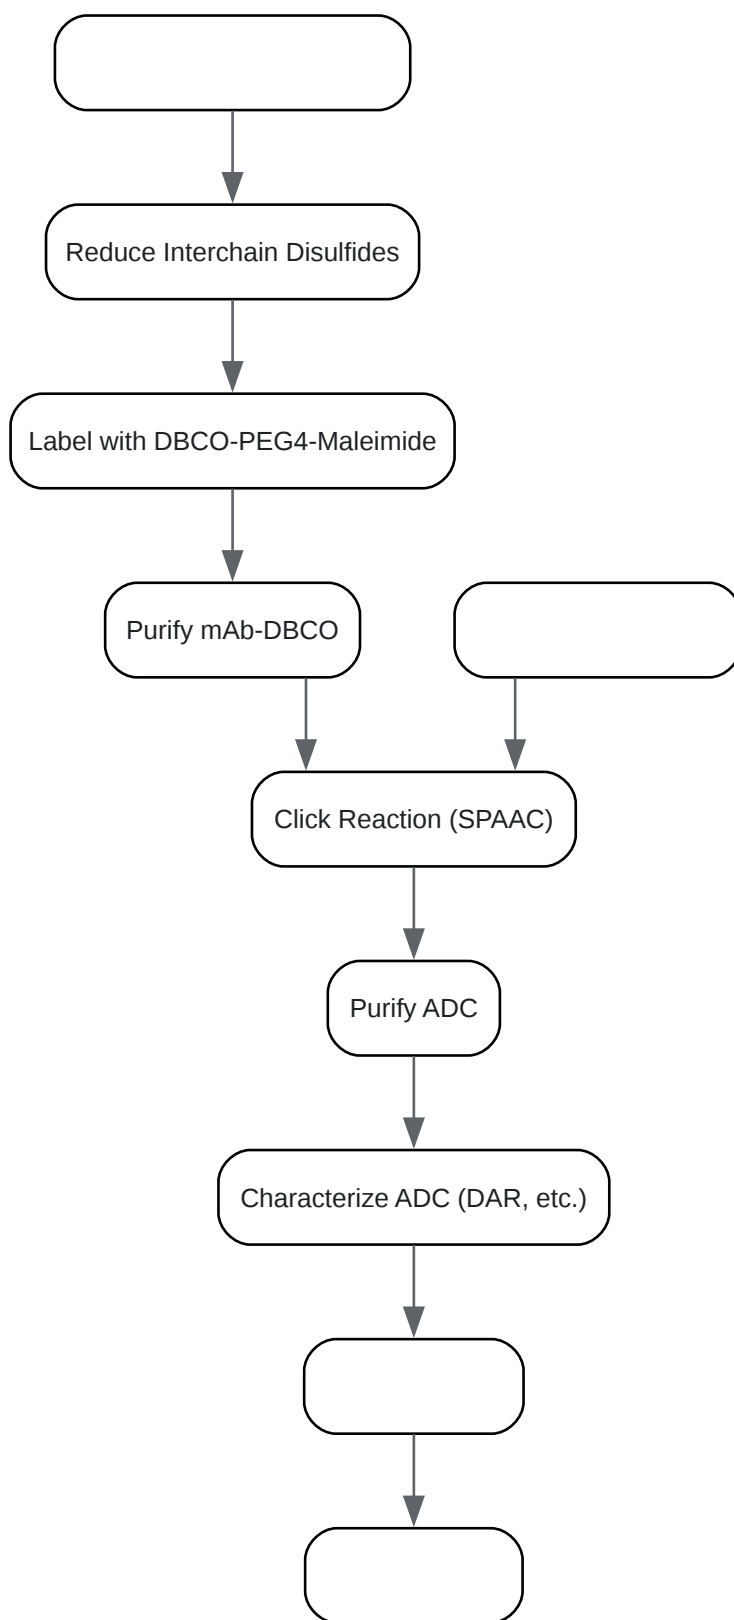 Reduce Interchain Disulfides
Label with DBCO-PEG4-Maleimide
Purify mAb-DBCO
Click Reaction (SPAAC)
Purify ADC
Characterize ADC (DAR, etc.)